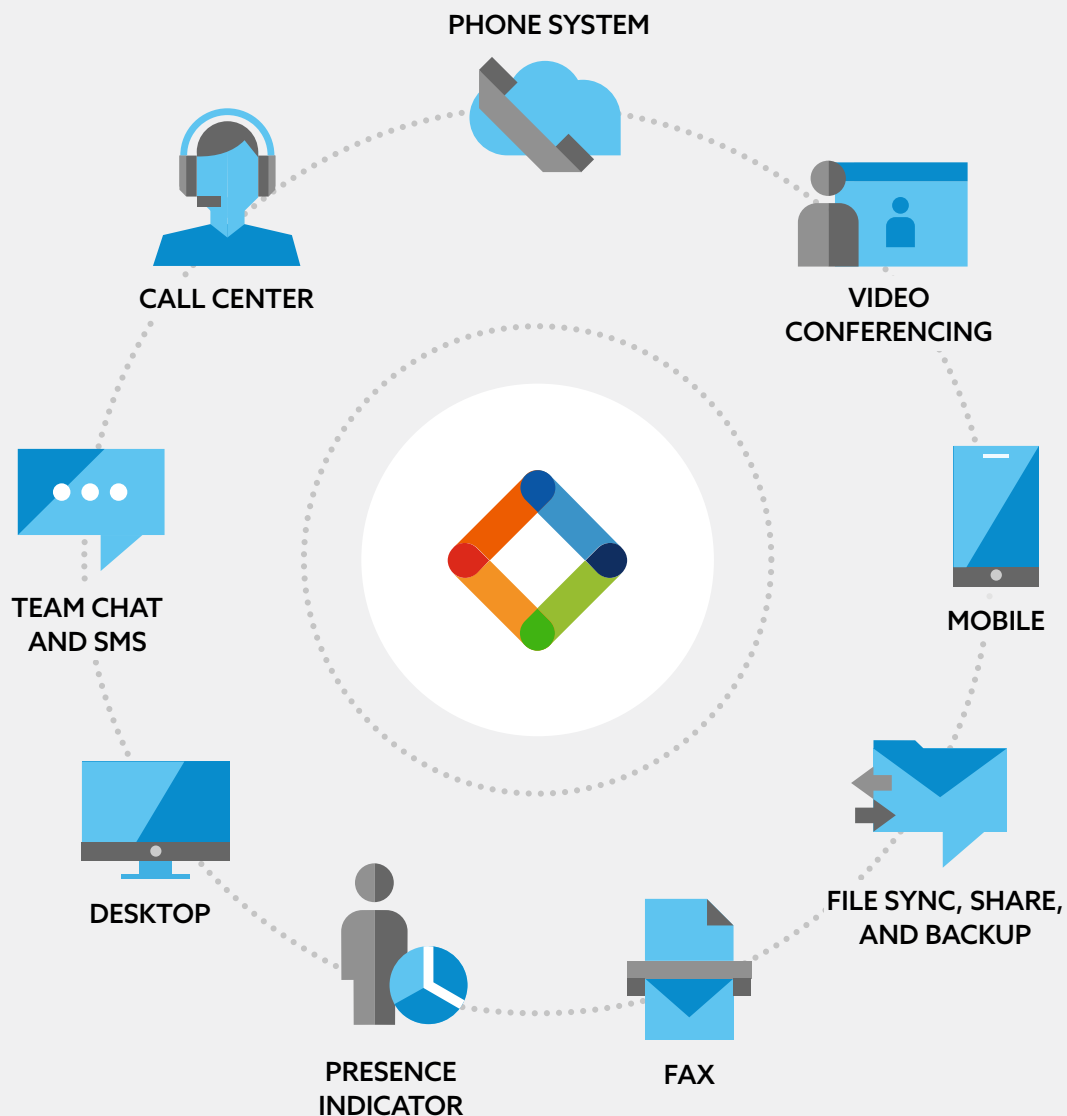 PHONE SYSTEM
CALL CENTER
VIDEO
CONFERENCING
TEAM CHAT
AND SMS
MOBILE
DESKTOP
FILE SYNC, SHARE,
AND BACKUP
PRESENCE
INDICATOR
FAX